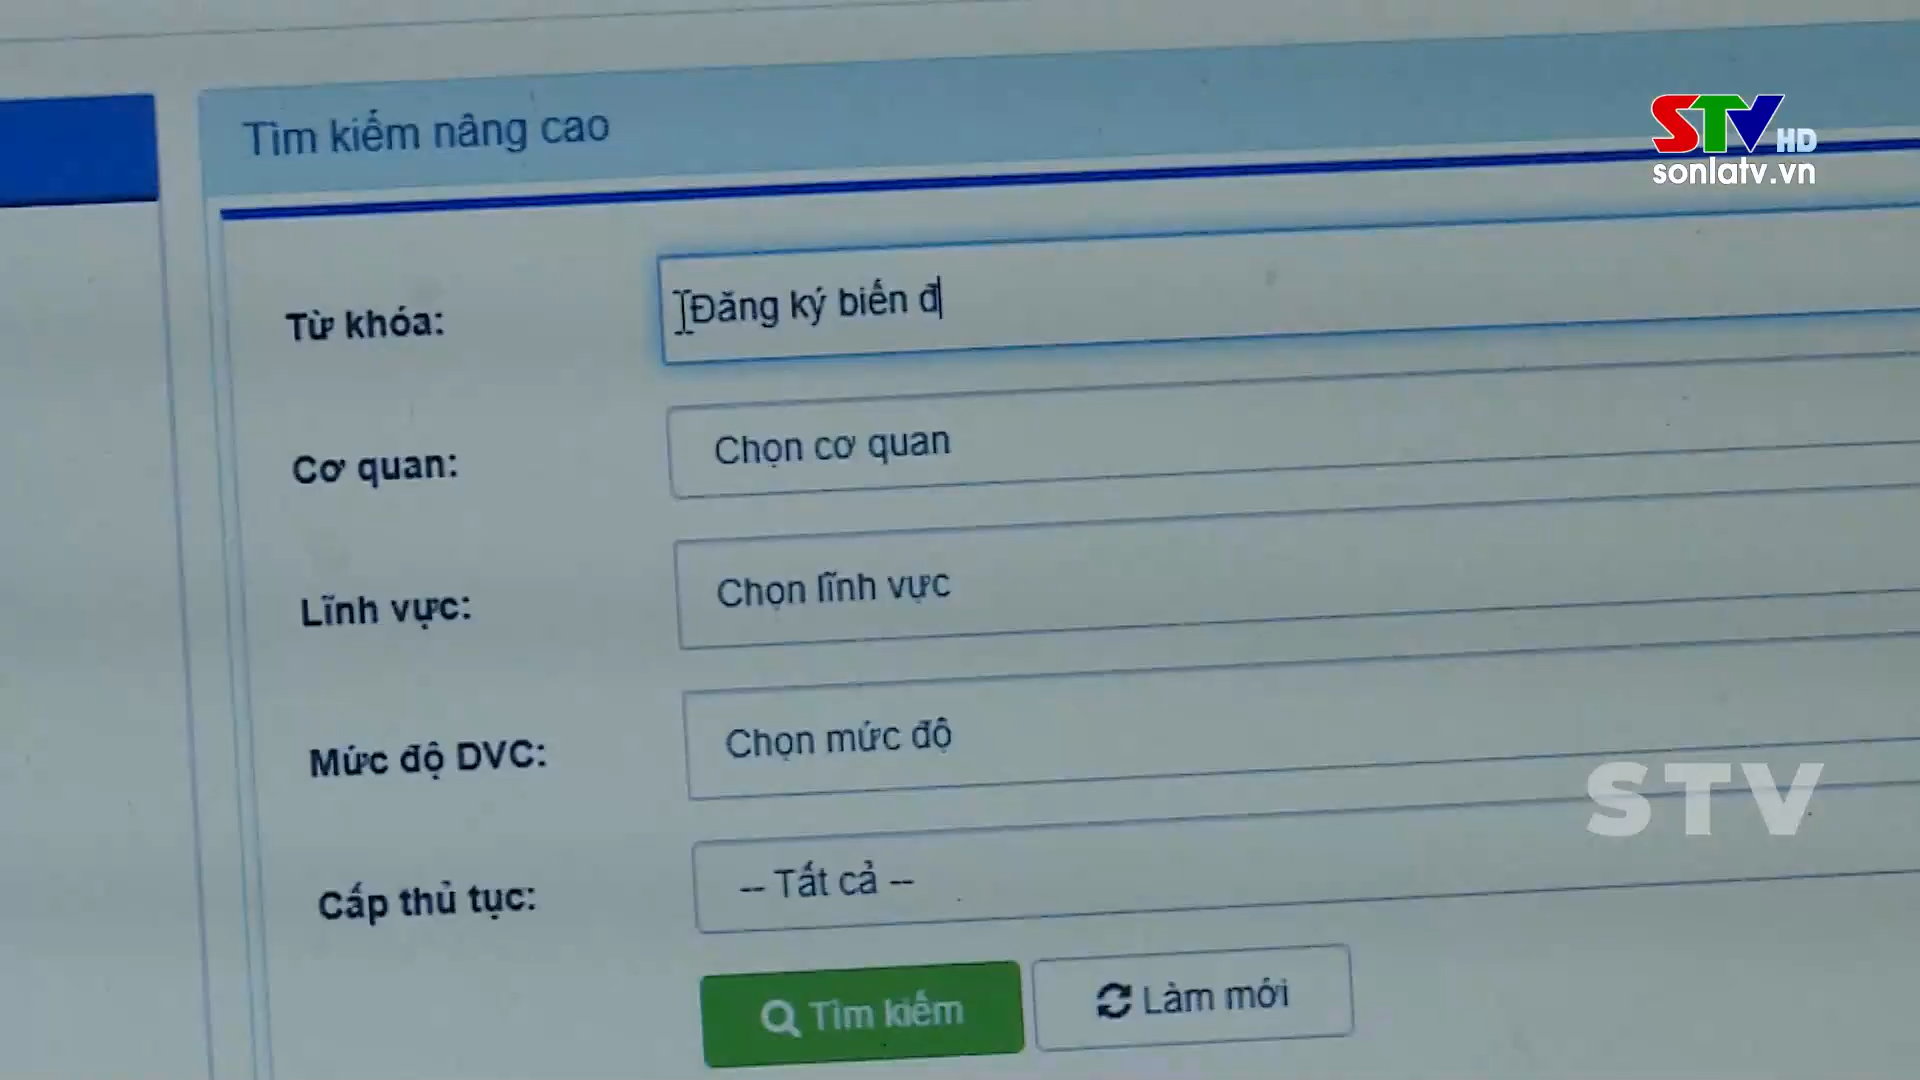 Tìm kiếm nâng cao
STV HD
sonlatv.vn
Từ khóa:
Đăng ký biến đ
Cơ quan:
Chọn cơ quan
Lĩnh vực:
Chọn lĩnh vực
Mức độ DVC:
Chọn mức độ
STV
Cấp thủ tục:
-- Tất cả --
Tìm kiếm
Làm mới